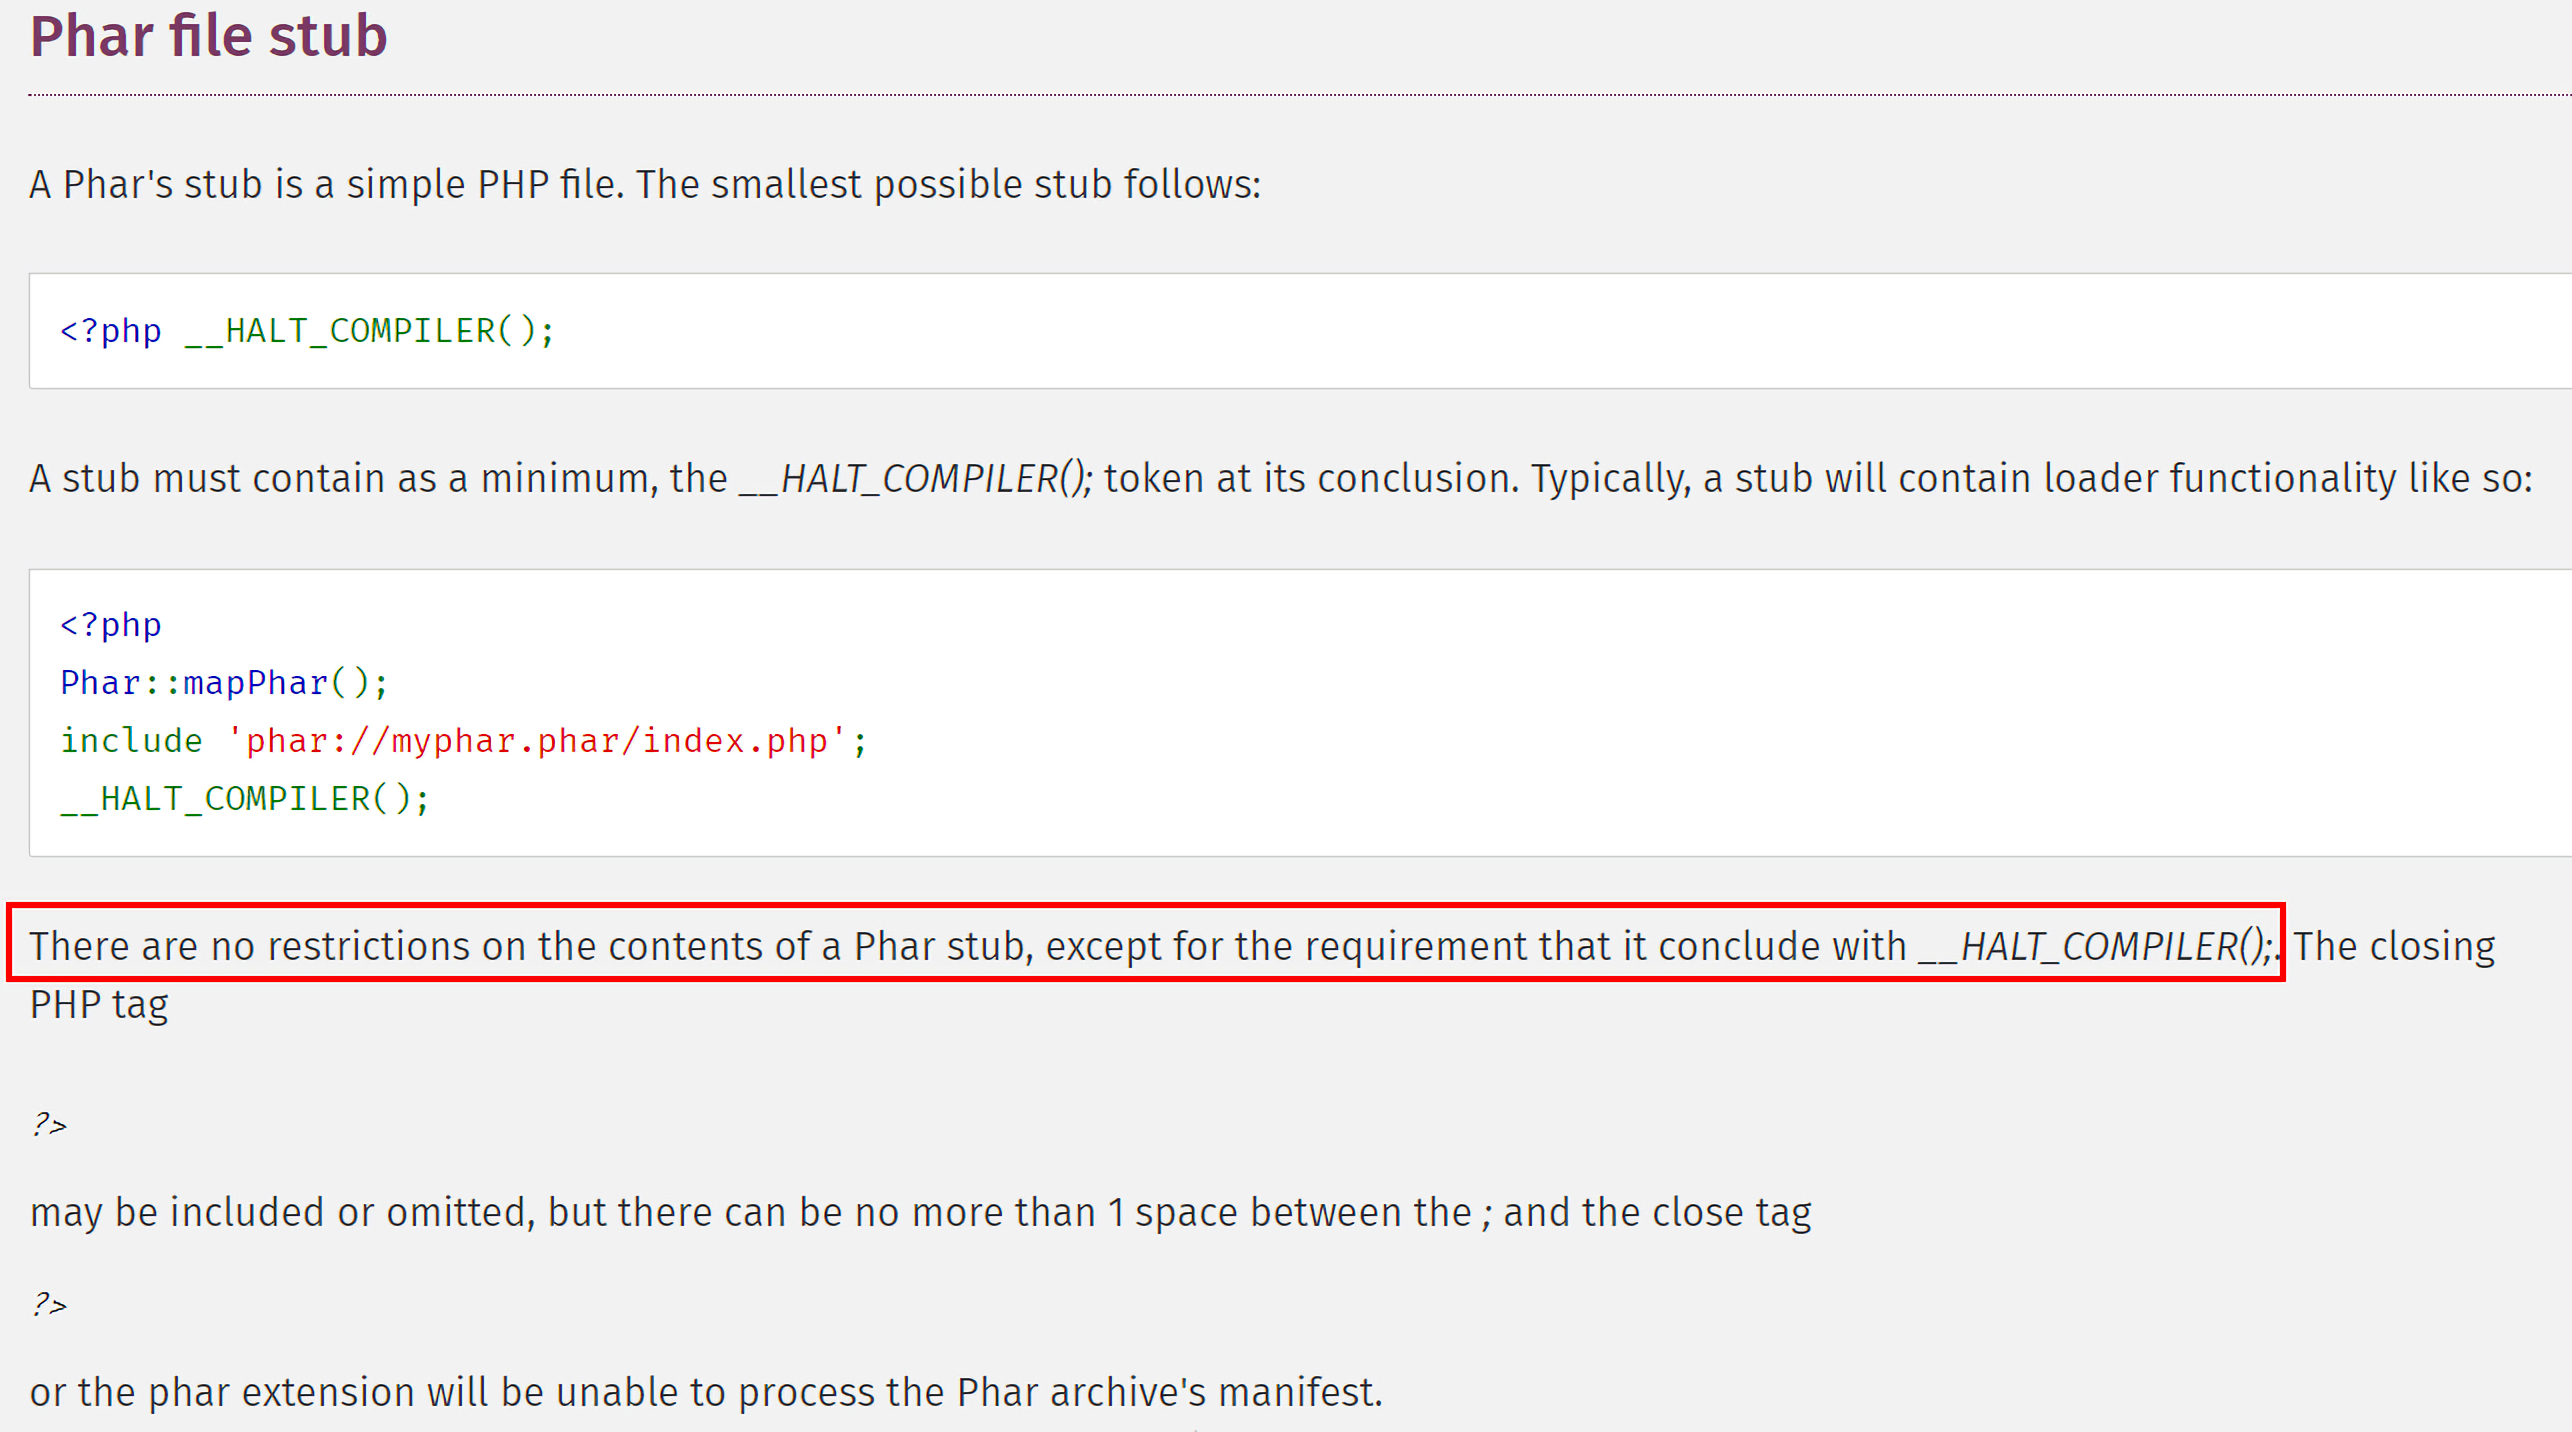 Phar file stub
A Phar's stub is a simple PHP file. The smallest possible stub follows:
<?php __HALT_COMPILER();
A stub must contain as a minimum, the __HALT_COMPILER(); token at its conclusion. Typically, a stub will contain loader functionality like so:
<?php
Phar::mapPhar();
include 'phar://myphar.phar/index.php';
__HALT_COMPILER();
There are no restrictions on the contents of a Phar stub, except for the requirement that it conclude with __HALT_COMPILER();. The closing
PHP tag
?>
may be included or omitted, but there can be no more than 1 space between the ; and the close tag
?>
or the phar extension will be unable to process the Phar archive's manifest.